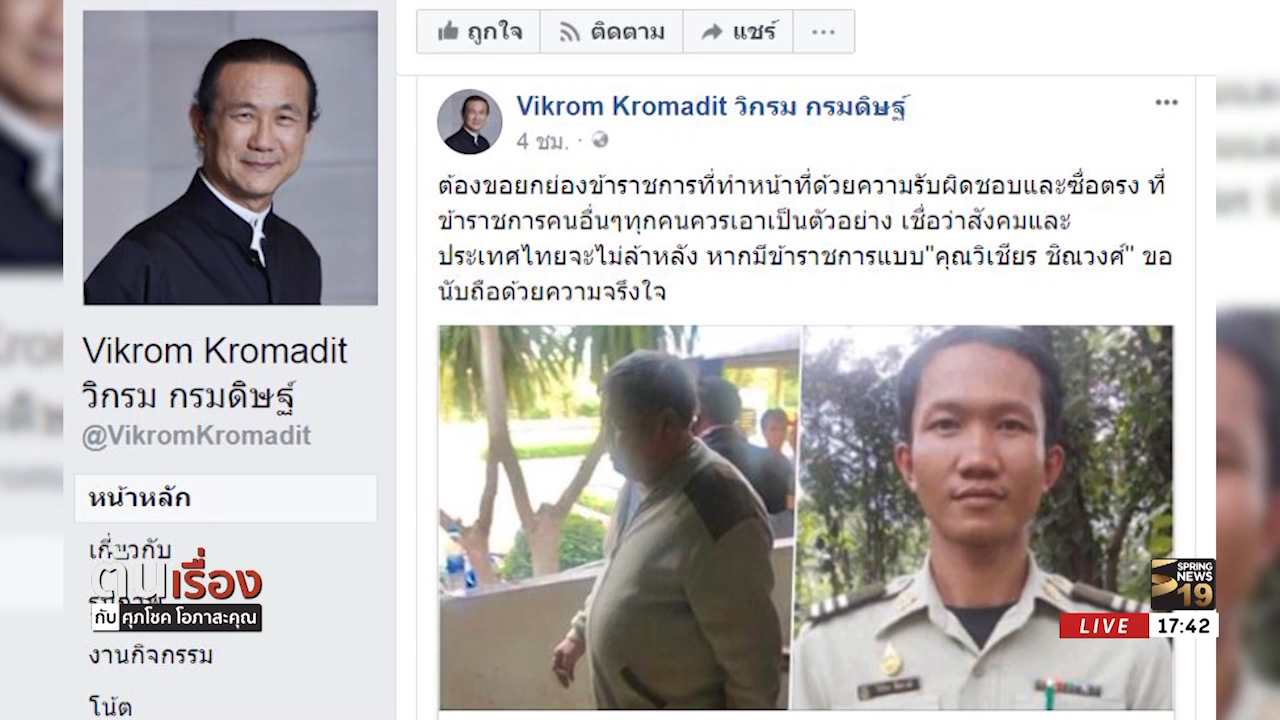 ถูกใจ
ติดตาม
แชร์
Vikrom Kromadit วิกรม กรมดิษฐ์
4 ชม.
ต้องขอยกย่องข้าราชการที่ทำหน้าที่ด้วยความรับผิดชอบและซื่อตรง ที่
ข้าราชการคนอื่นๆทุกคนควรเอาเป็นตัวอย่าง เชื่อว่าสังคมและ
ประเทศไทยจะไม่ล้าหลัง หากมีข้าราชการแบบ"คุณวิเชียร ชิณวงศ์" ขอ
นับถือด้วยความจริงใจ
Vikrom Kromadit
วิกรม กรมดิษฐ์
@VikromKromadit
หน้าหลัก
เกี่ยวกับ
งานกิจกรรม
โน้ต
ต้นเรื่อง
กับ ศุภโชค โอภาสะคุณ
SPRING
NEWS
19
LIVE 17:42